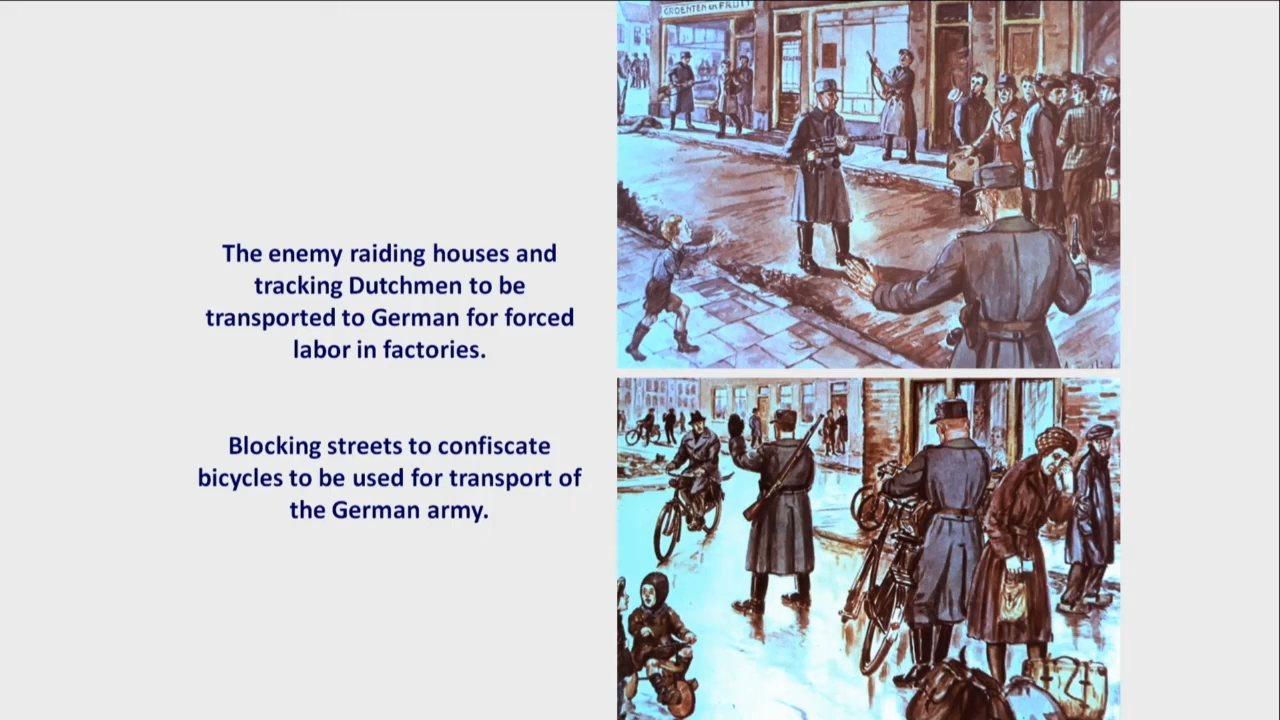 GROENTEN en FRUIT
The enemy raiding houses and
tracking Dutchmen to be
transported to German for forced
labor in factories.
Blocking streets to confiscate
bicycles to be used for transport of
the German army.